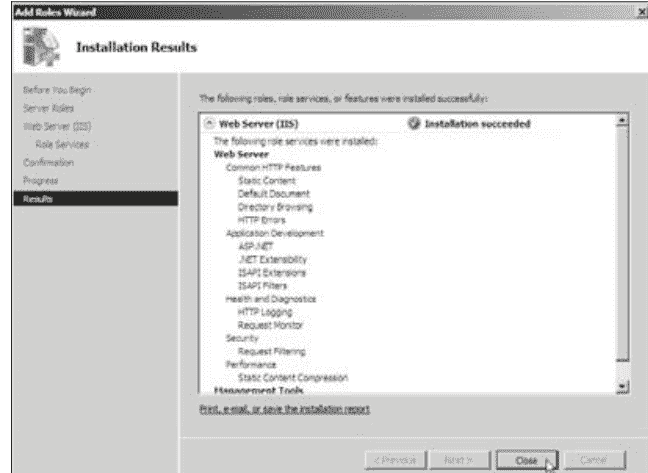 Add Roles Wizard
Installation Results
Before You Begin
Server Roles
Web Server (IIS)
Role Services
Confirmation
Progress
Results
The following roles, role services, or features were installed successfully:
Web Server (IIS)
Installation succeeded
The following role services were installed:
Web Server
Common HTTP Features
Static Content
Default Document
Directory Browsing
HTTP Errors
Application Development
ASP.NET
.NET Extensibility
ISAPI Extensions
ISAPI Filters
Health and Diagnostics
HTTP Logging
Request Monitor
Security
Request Filtering
Performance
Static Content Compression
Management Tools
Print, e-mail, or save the installation report
< Previous
Next >
Close
Cancel